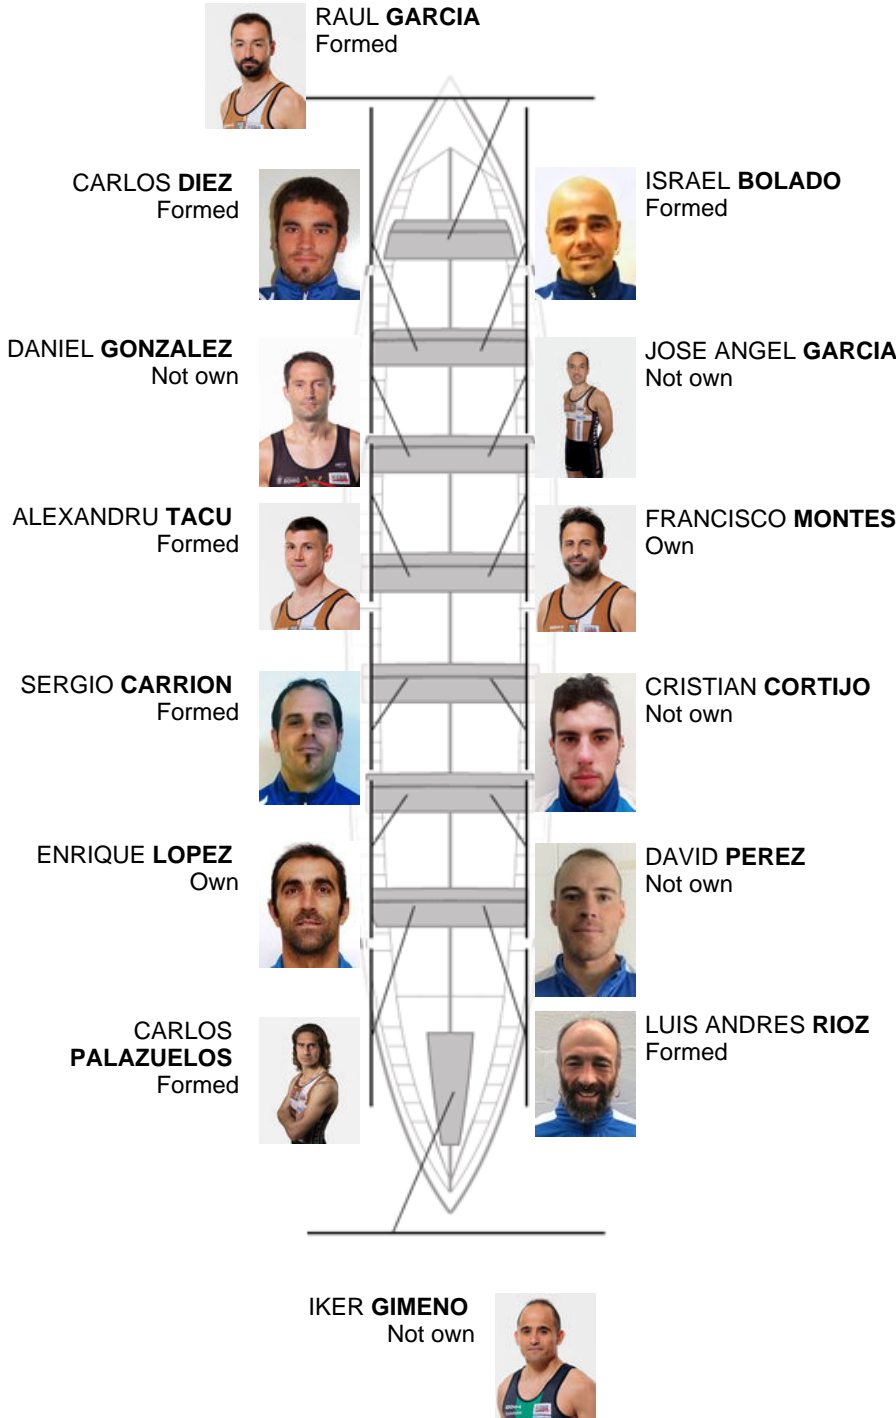 RAUL GARCIA
Formed
CARLOS DIEZ
Formed
ISRAEL BOLADO
Formed
DANIEL GONZALEZ
Not own
JOSE ANGEL GARCIA
Not own
ALEXANDRU TACU
Formed
FRANCISCO MONTES
Own
SERGIO CARRION
Formed
CRISTIAN CORTIJO
Not own
ENRIQUE LOPEZ
Own
DAVID PEREZ
Not own
CARLOS
PALAZUELOS
Formed
LUIS ANDRES RIOZ
Formed
IKER GIMENO
Not own